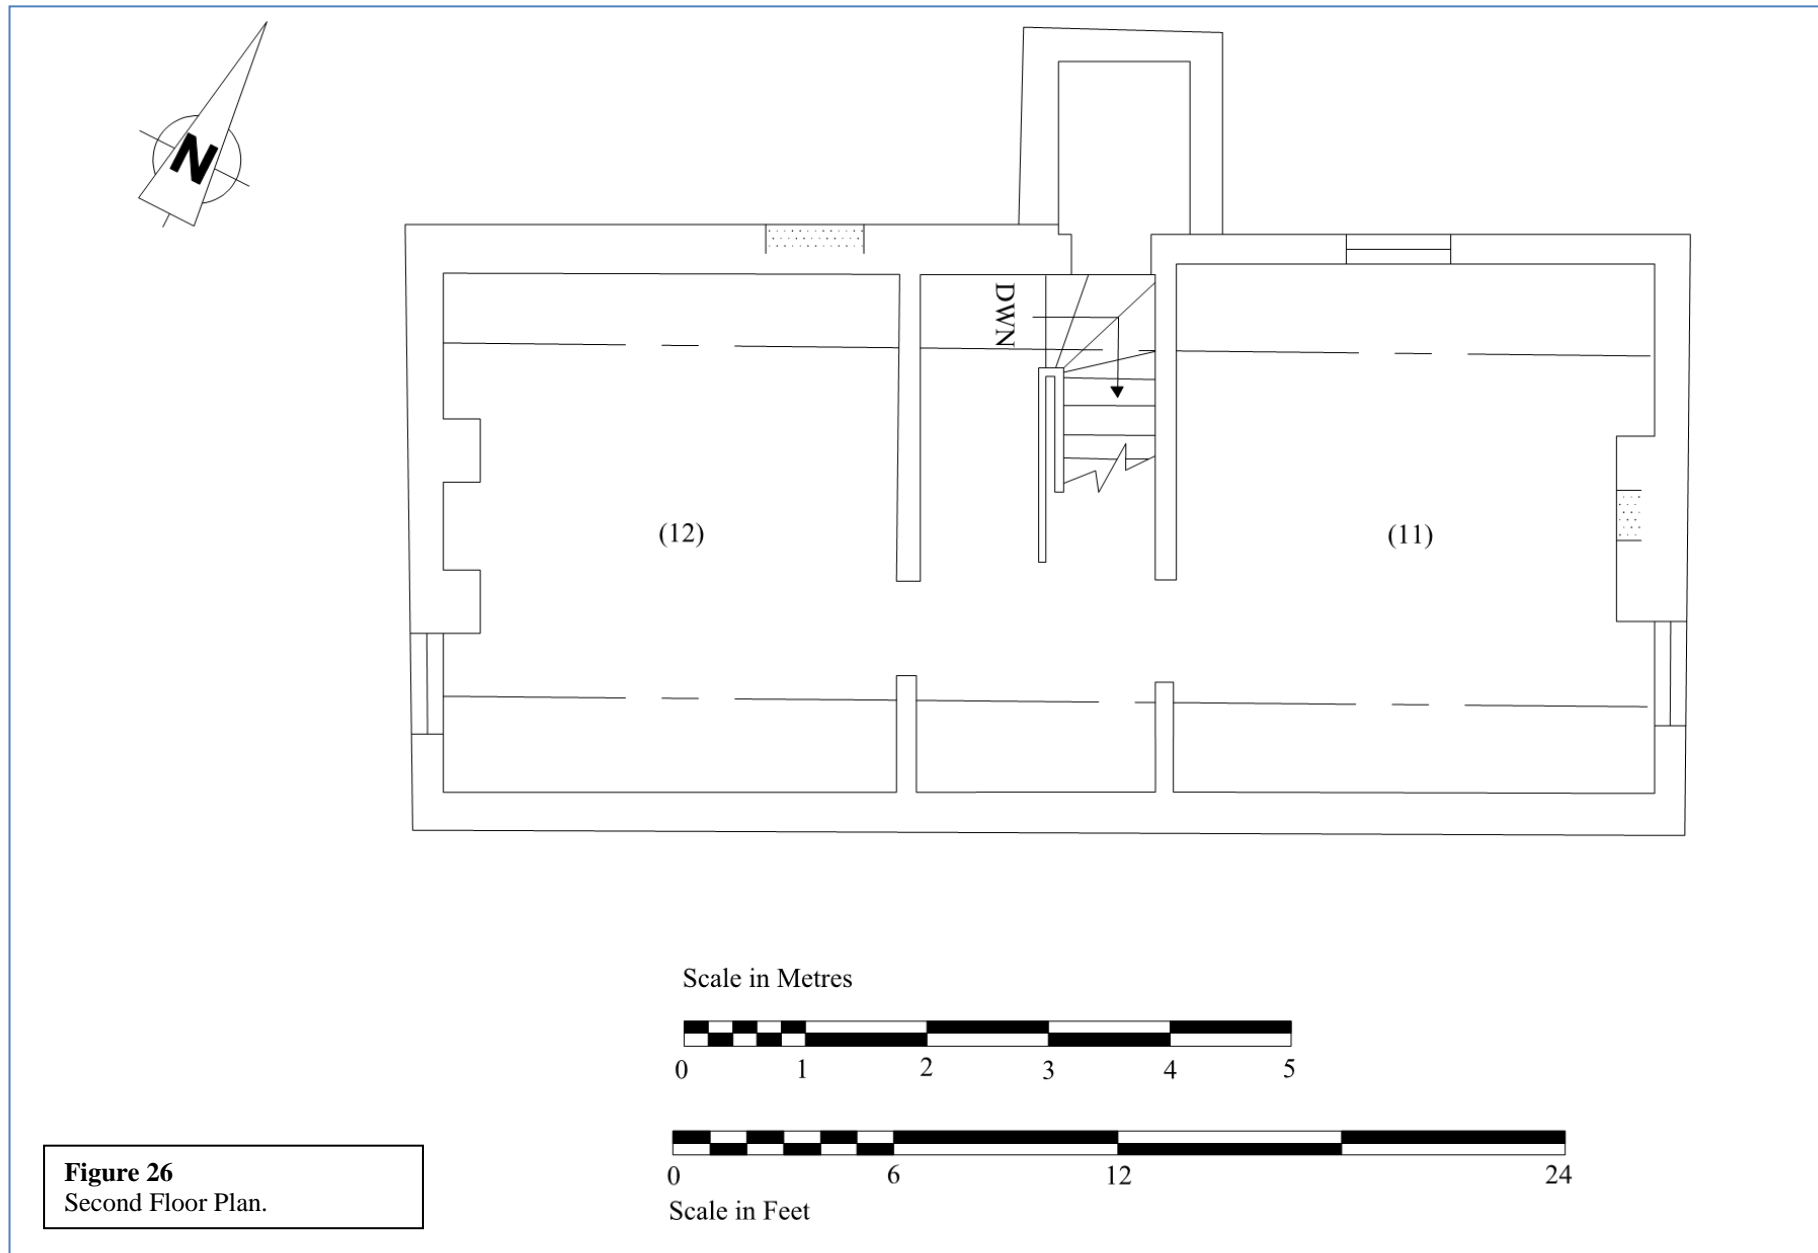 N
DWN
(12)
(11)
Scale in Metres
0 1 2 3 4 5
0 6 12 24
Scale in Feet
Figure 26
Second Floor Plan.